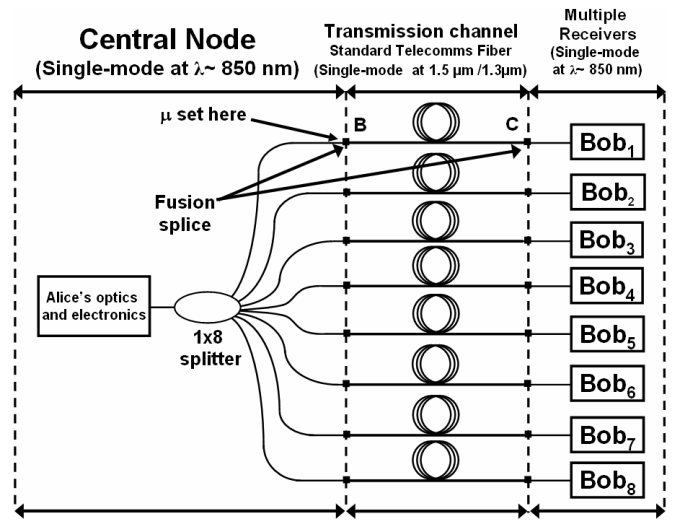 Central Node
(Single-mode at λ~ 850 nm)
Transmission channel
Standard Telecomms Fiber
(Single-mode at 1.5 µm /1.3µm)
Multiple
Receivers
(Single-mode
at λ~ 850 nm)
µ set here
B
C
Fusion
splice
Alice's optics
and electronics
1x8
splitter
Bob1
Bob2
Bob3
Bob4
Bob5
Bob6
Bob7
Bob8